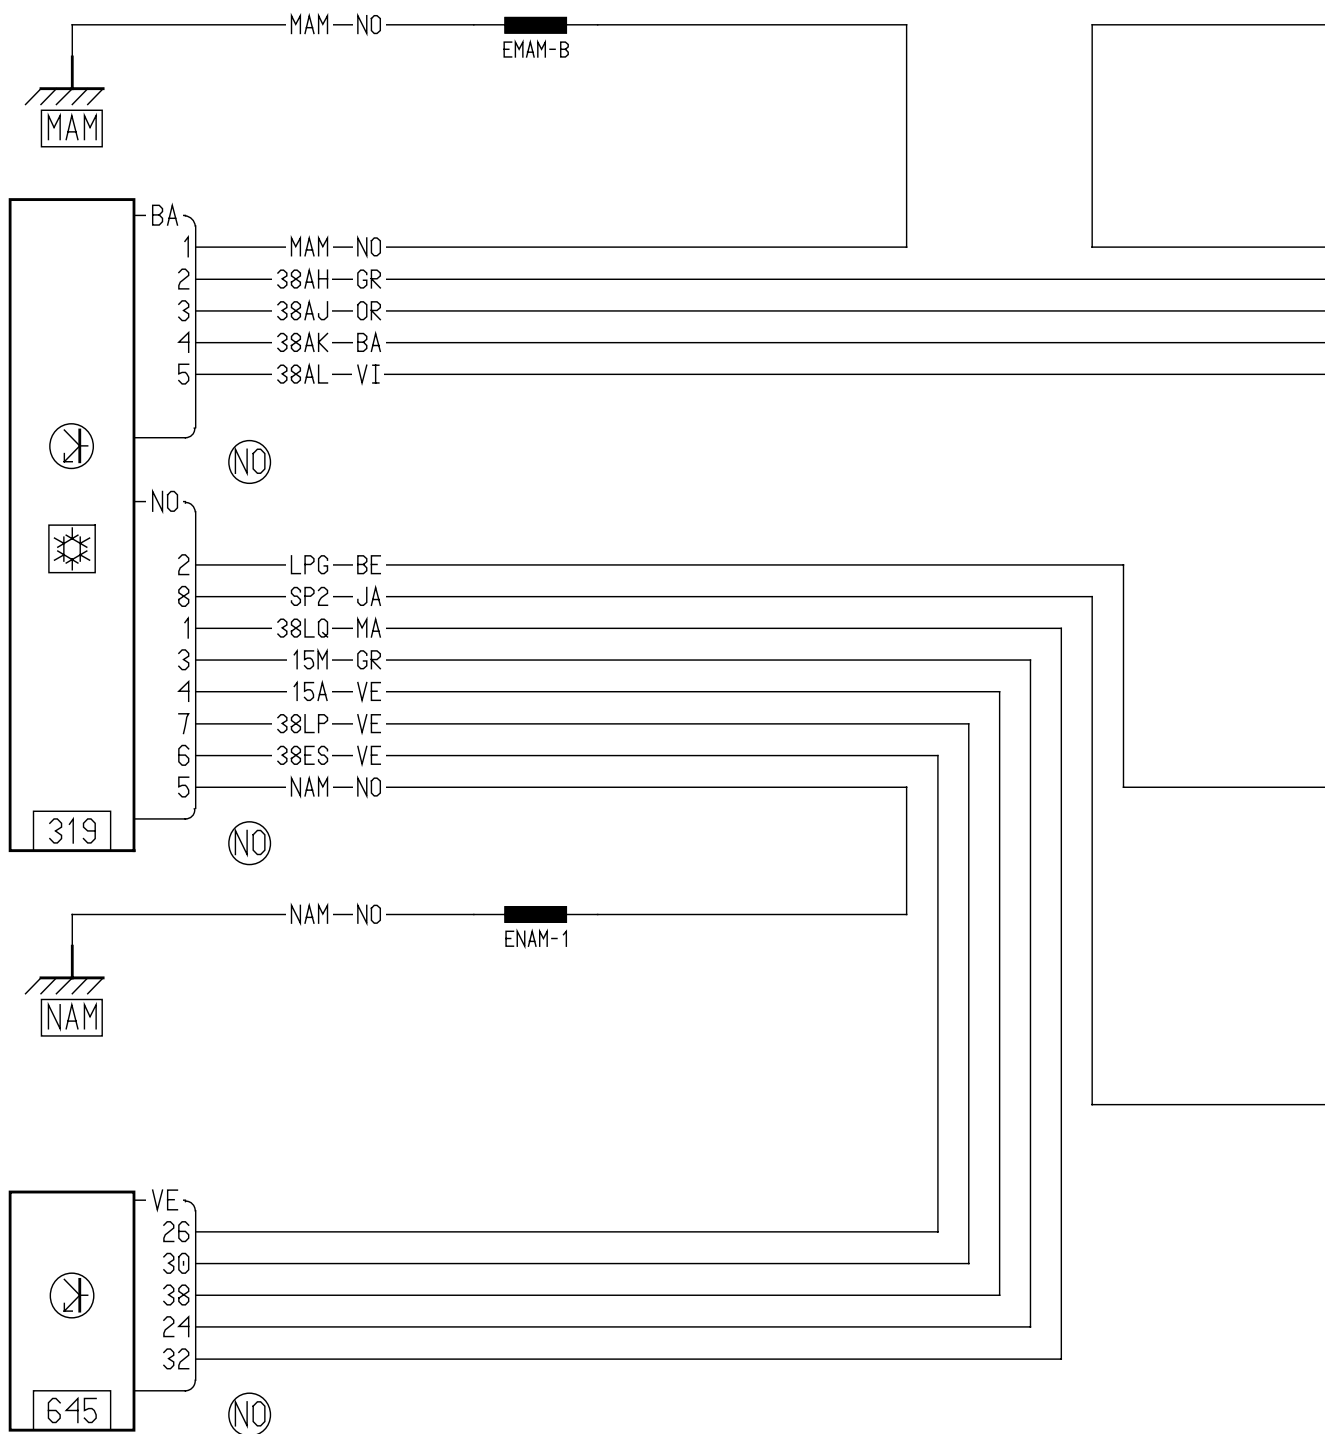 MAM NO
EMAM-B
MAM
BA
1 MAM NO
2 38AH GR
3 38AJ OR
4 38AK BA
5 38AL VI
NO
NO
2 LPG BE
8 SP2 JA
1 38LQ MA
3 15M GR
4 15A VE
7 38LP VE
6 38ES VE
5 NAM NO
319
NO
NAM NO
ENAM-1
NAM
VE
26
30
38
24
32
645
NO